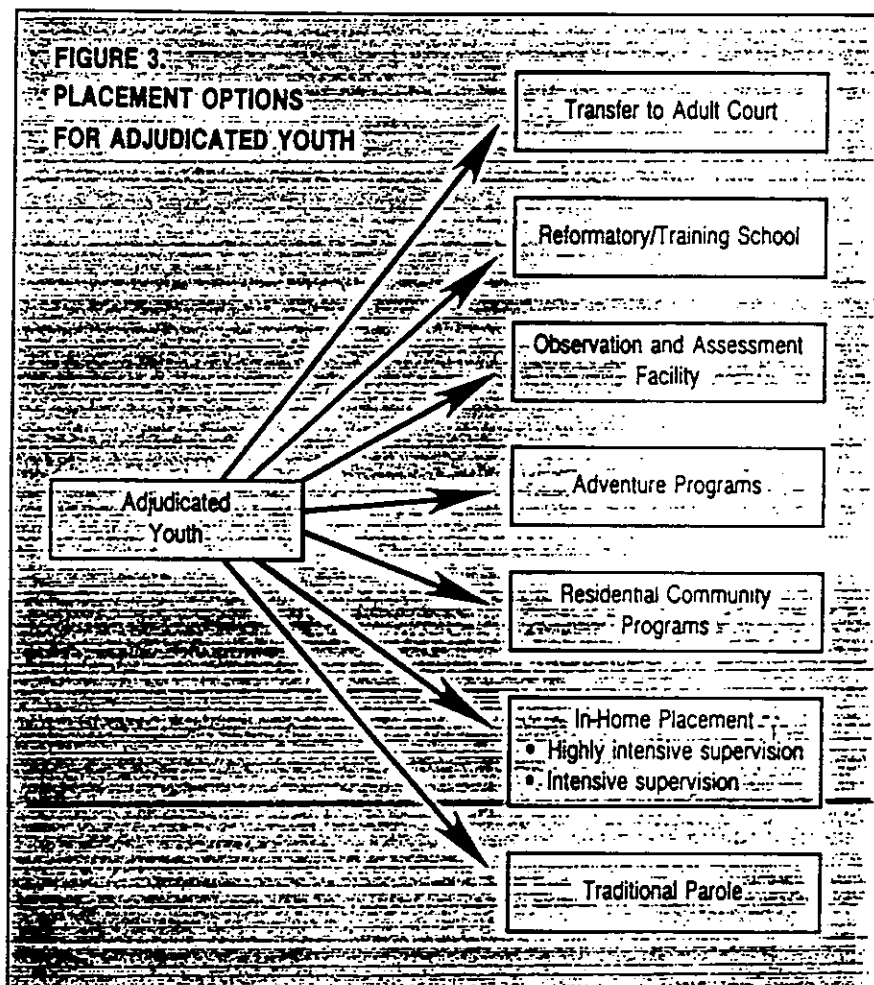 FIGURE 3.
PLACEMENT OPTIONS
FOR ADJUDICATED YOUTH
Transfer to Adult Court
Reformatory/Training School
Observation and Assessment
Facility
Adjudicated
Youth
Adventure Programs
Residential Community
Programs
In-Home Placement
• Highly intensive supervision
• Intensive supervision
Traditional Parole